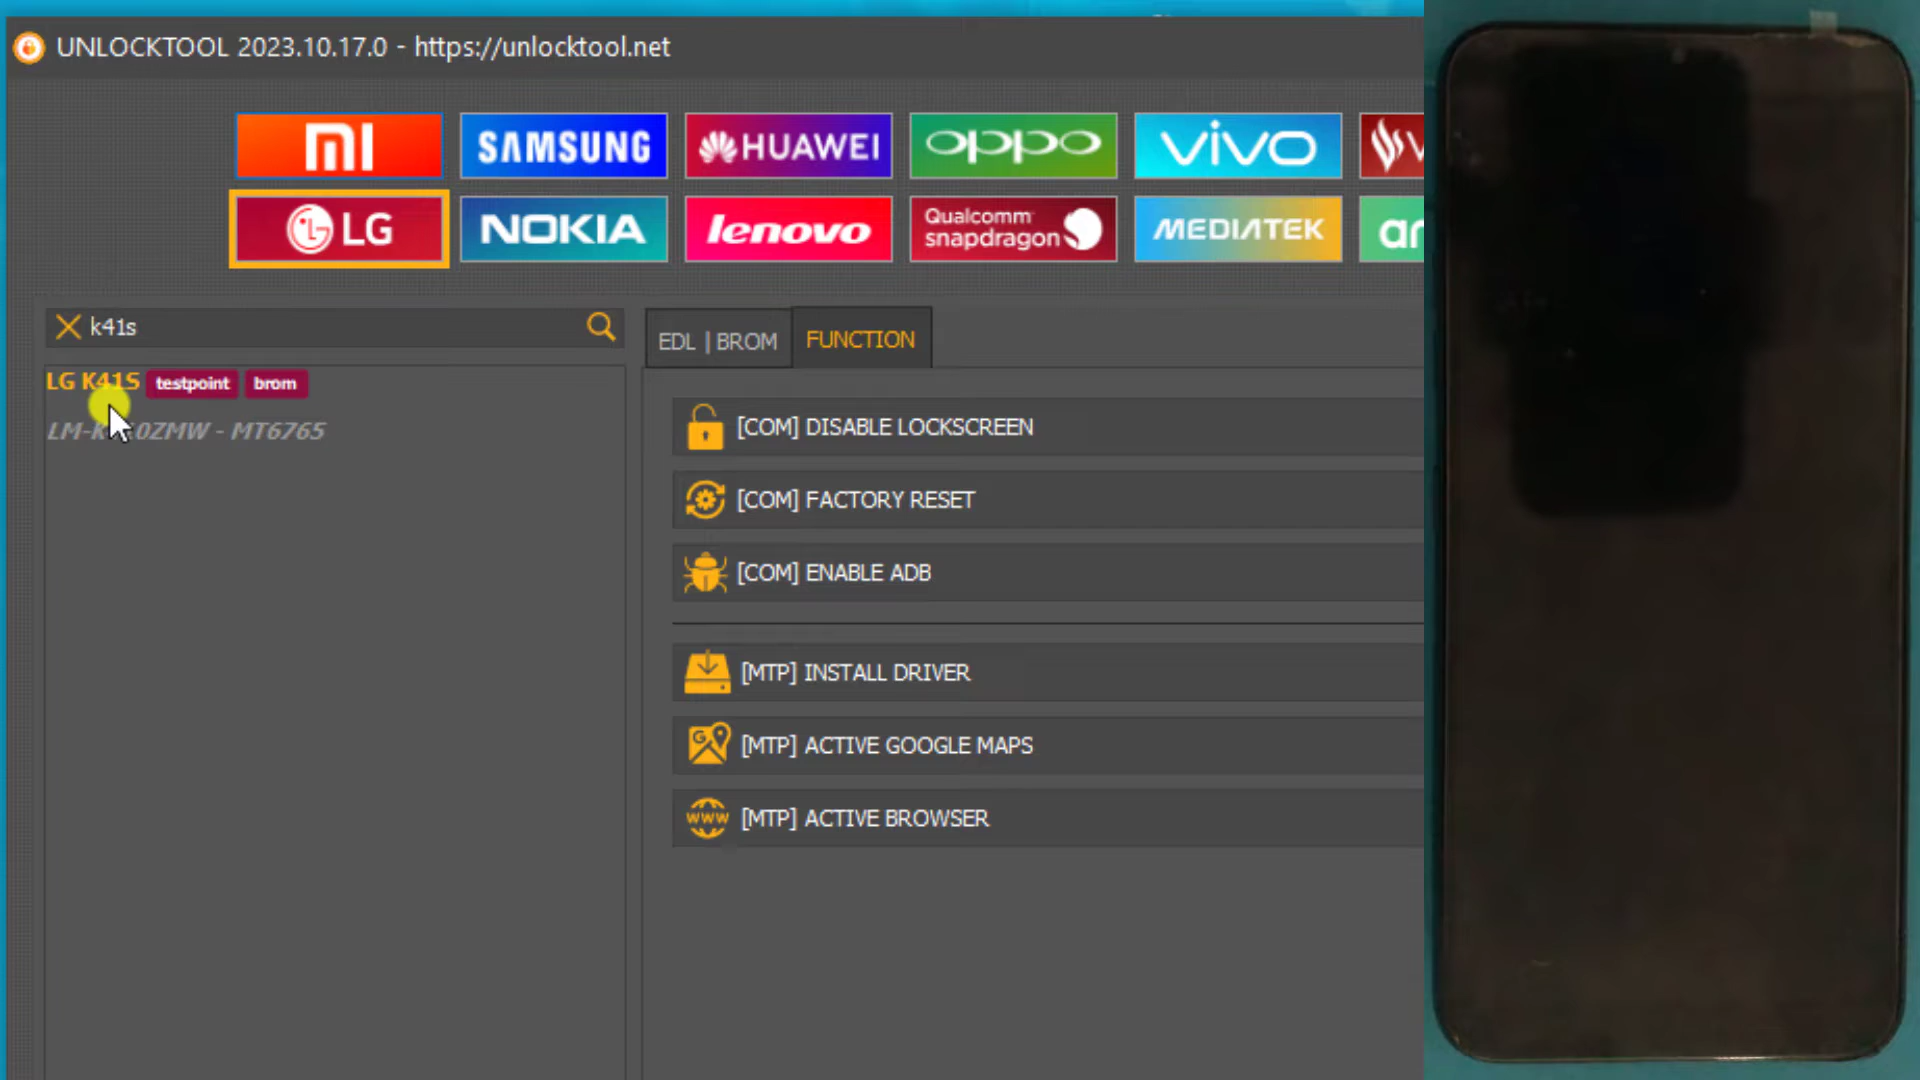 UNLOCKTOOL 2023.10.17.0 - https://unlocktool.net
mi SAMSUNG HUAWEI oppo vivo
LG NOKIA lenovo Qualcomm snapdragon MEDIATEK
k41s
EDL | BROM FUNCTION
LG K41S testpoint brom
MT6765
[COM] DISABLE LOCKSCREEN
[COM] FACTORY RESET
[COM] ENABLE ADB
[MTP] INSTALL DRIVER
[MTP] ACTIVE GOOGLE MAPS
[MTP] ACTIVE BROWSER